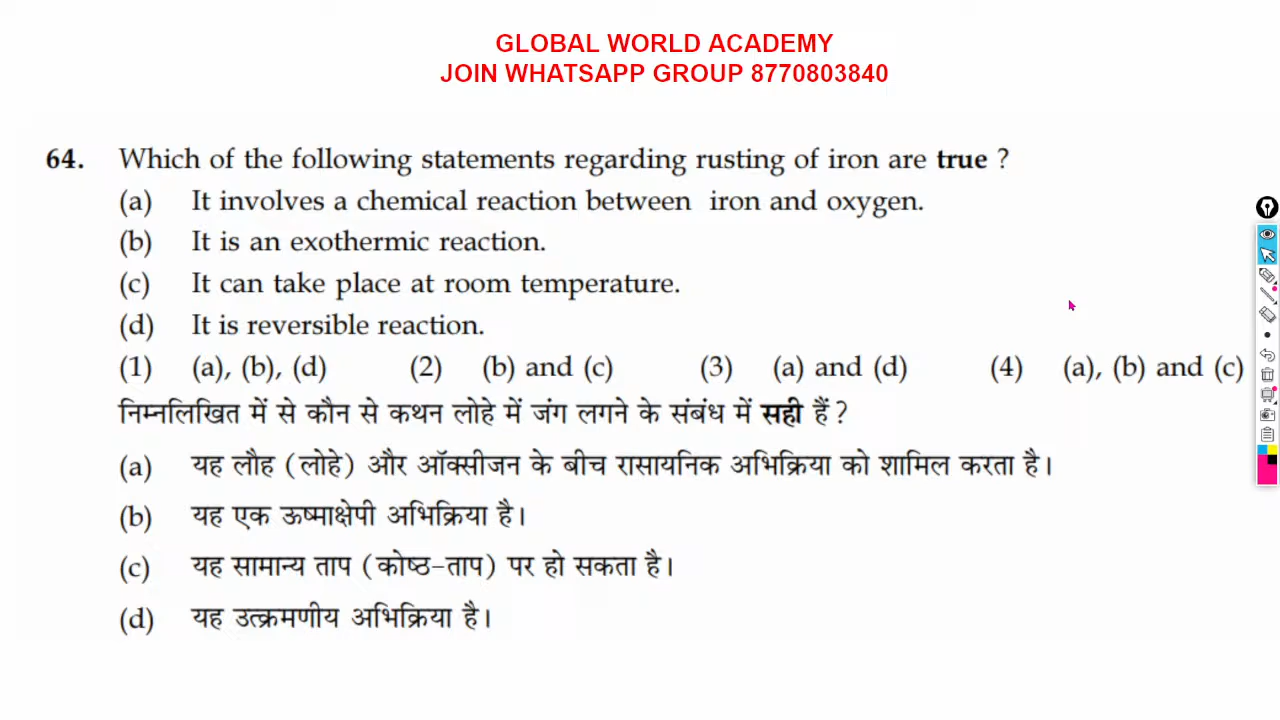 GLOBAL WORLD ACADEMY
JOIN WHATSAPP GROUP 8770803840
64. Which of the following statements regarding rusting of iron are true ?
(a) It involves a chemical reaction between iron and oxygen.
(b) It is an exothermic reaction.
(c) It can take place at room temperature.
(d) It is reversible reaction.
(1) (a), (b), (d) (2) (b) and (c) (3) (a) and (d) (4) (a), (b) and (c)
निम्नलिखित में से कौन से कथन लोहे में जंग लगने के संबंध में सही हैं ?
(a) यह लौह (लोहे) और ऑक्सीजन के बीच रासायनिक अभिक्रिया को शामिल करता है।
(b) यह एक ऊष्माक्षेपी अभिक्रिया है।
(c) यह सामान्य ताप (कोष्ठ-ताप) पर हो सकता है।
(d) यह उत्क्रमणीय अभिक्रिया है।